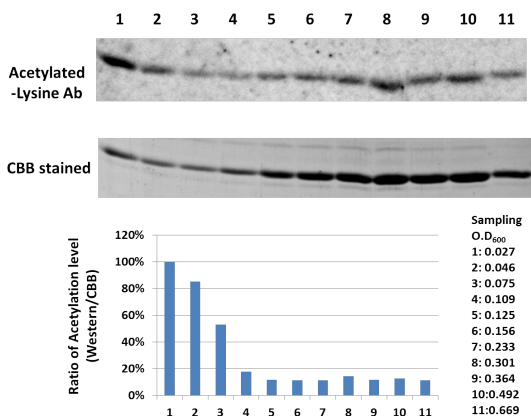 1 2 3 4 5 6 7 8 9 10 11
Acetylated
-Lysine Ab
CBB stained
Ratio of Acetylation level
(Western/CBB)
120%
100%
80%
60%
40%
20%
0%
1 2 3 4 5 6 7 8 9 10 11
Sampling
O.D600
1: 0.027
2: 0.046
3: 0.075
4: 0.109
5: 0.125
6: 0.156
7: 0.233
8: 0.301
9: 0.364
10:0.492
11:0.669